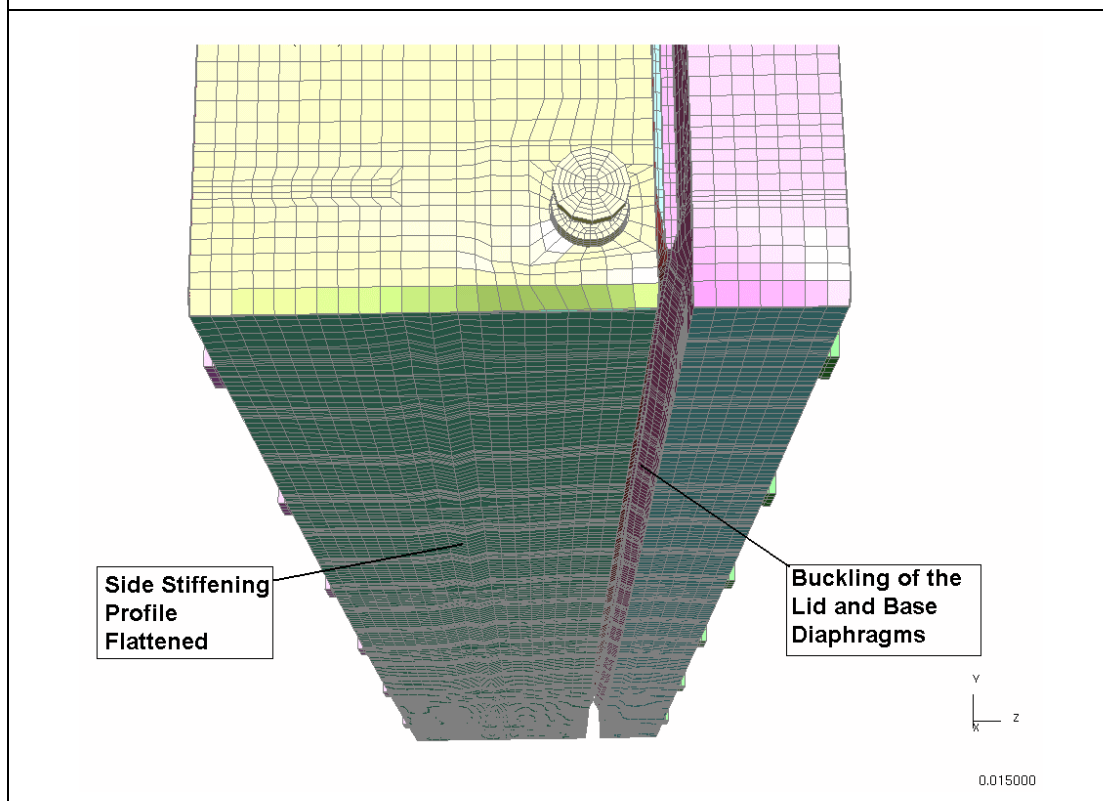 Side Stiffening
Profile
Flattened
Buckling of the
Lid and Base
Diaphragms
Y
Z
X
0.015000